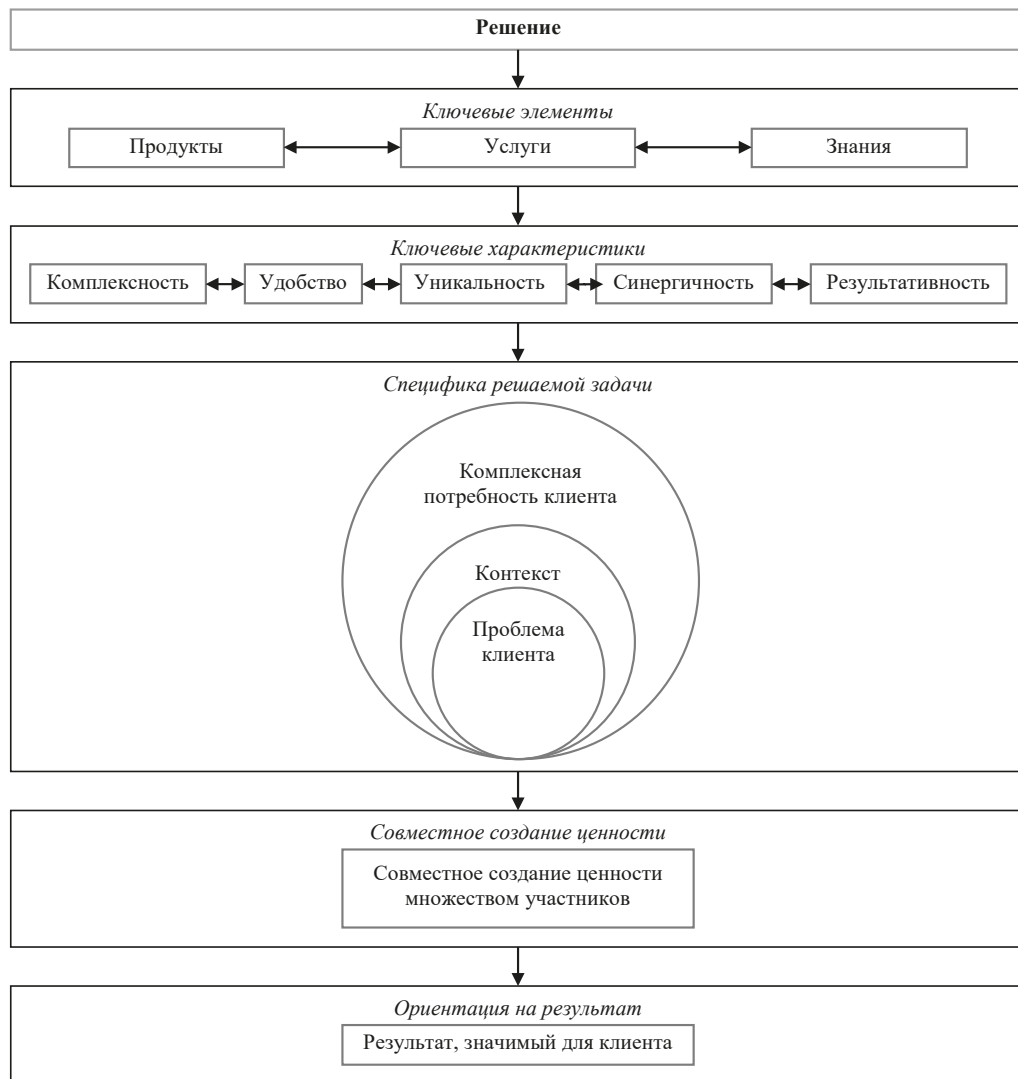 Решение
Ключевые элементы
Продукты
Услуги
Знания
Ключевые характеристики
Комплексность
Удобство
Уникальность
Синергичность
Результативность
Специфика решаемой задачи
Комплексная
потребность клиента
Контекст
Проблема
клиента
Совместное создание ценности
Совместное создание ценности
множеством участников
Ориентация на результат
Результат, значимый для клиента